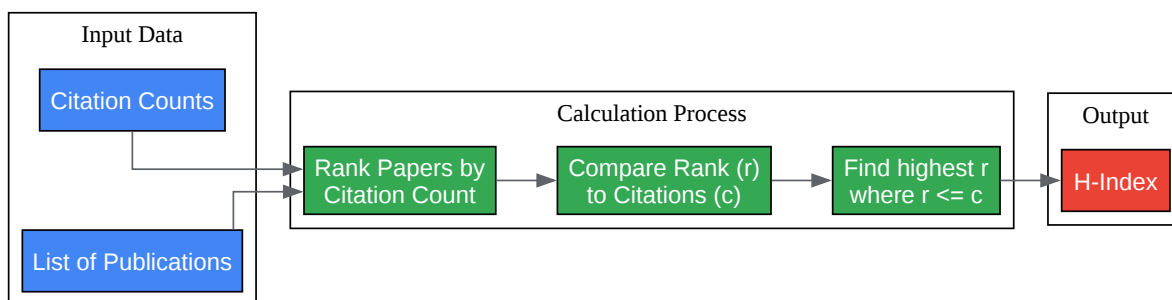 Input Data
Citation Counts
List of Publications
Calculation Process
Rank Papers by
Citation Count
Compare Rank (r)
to Citations (c)
Find highest r
where r <= c
Output
H-Index